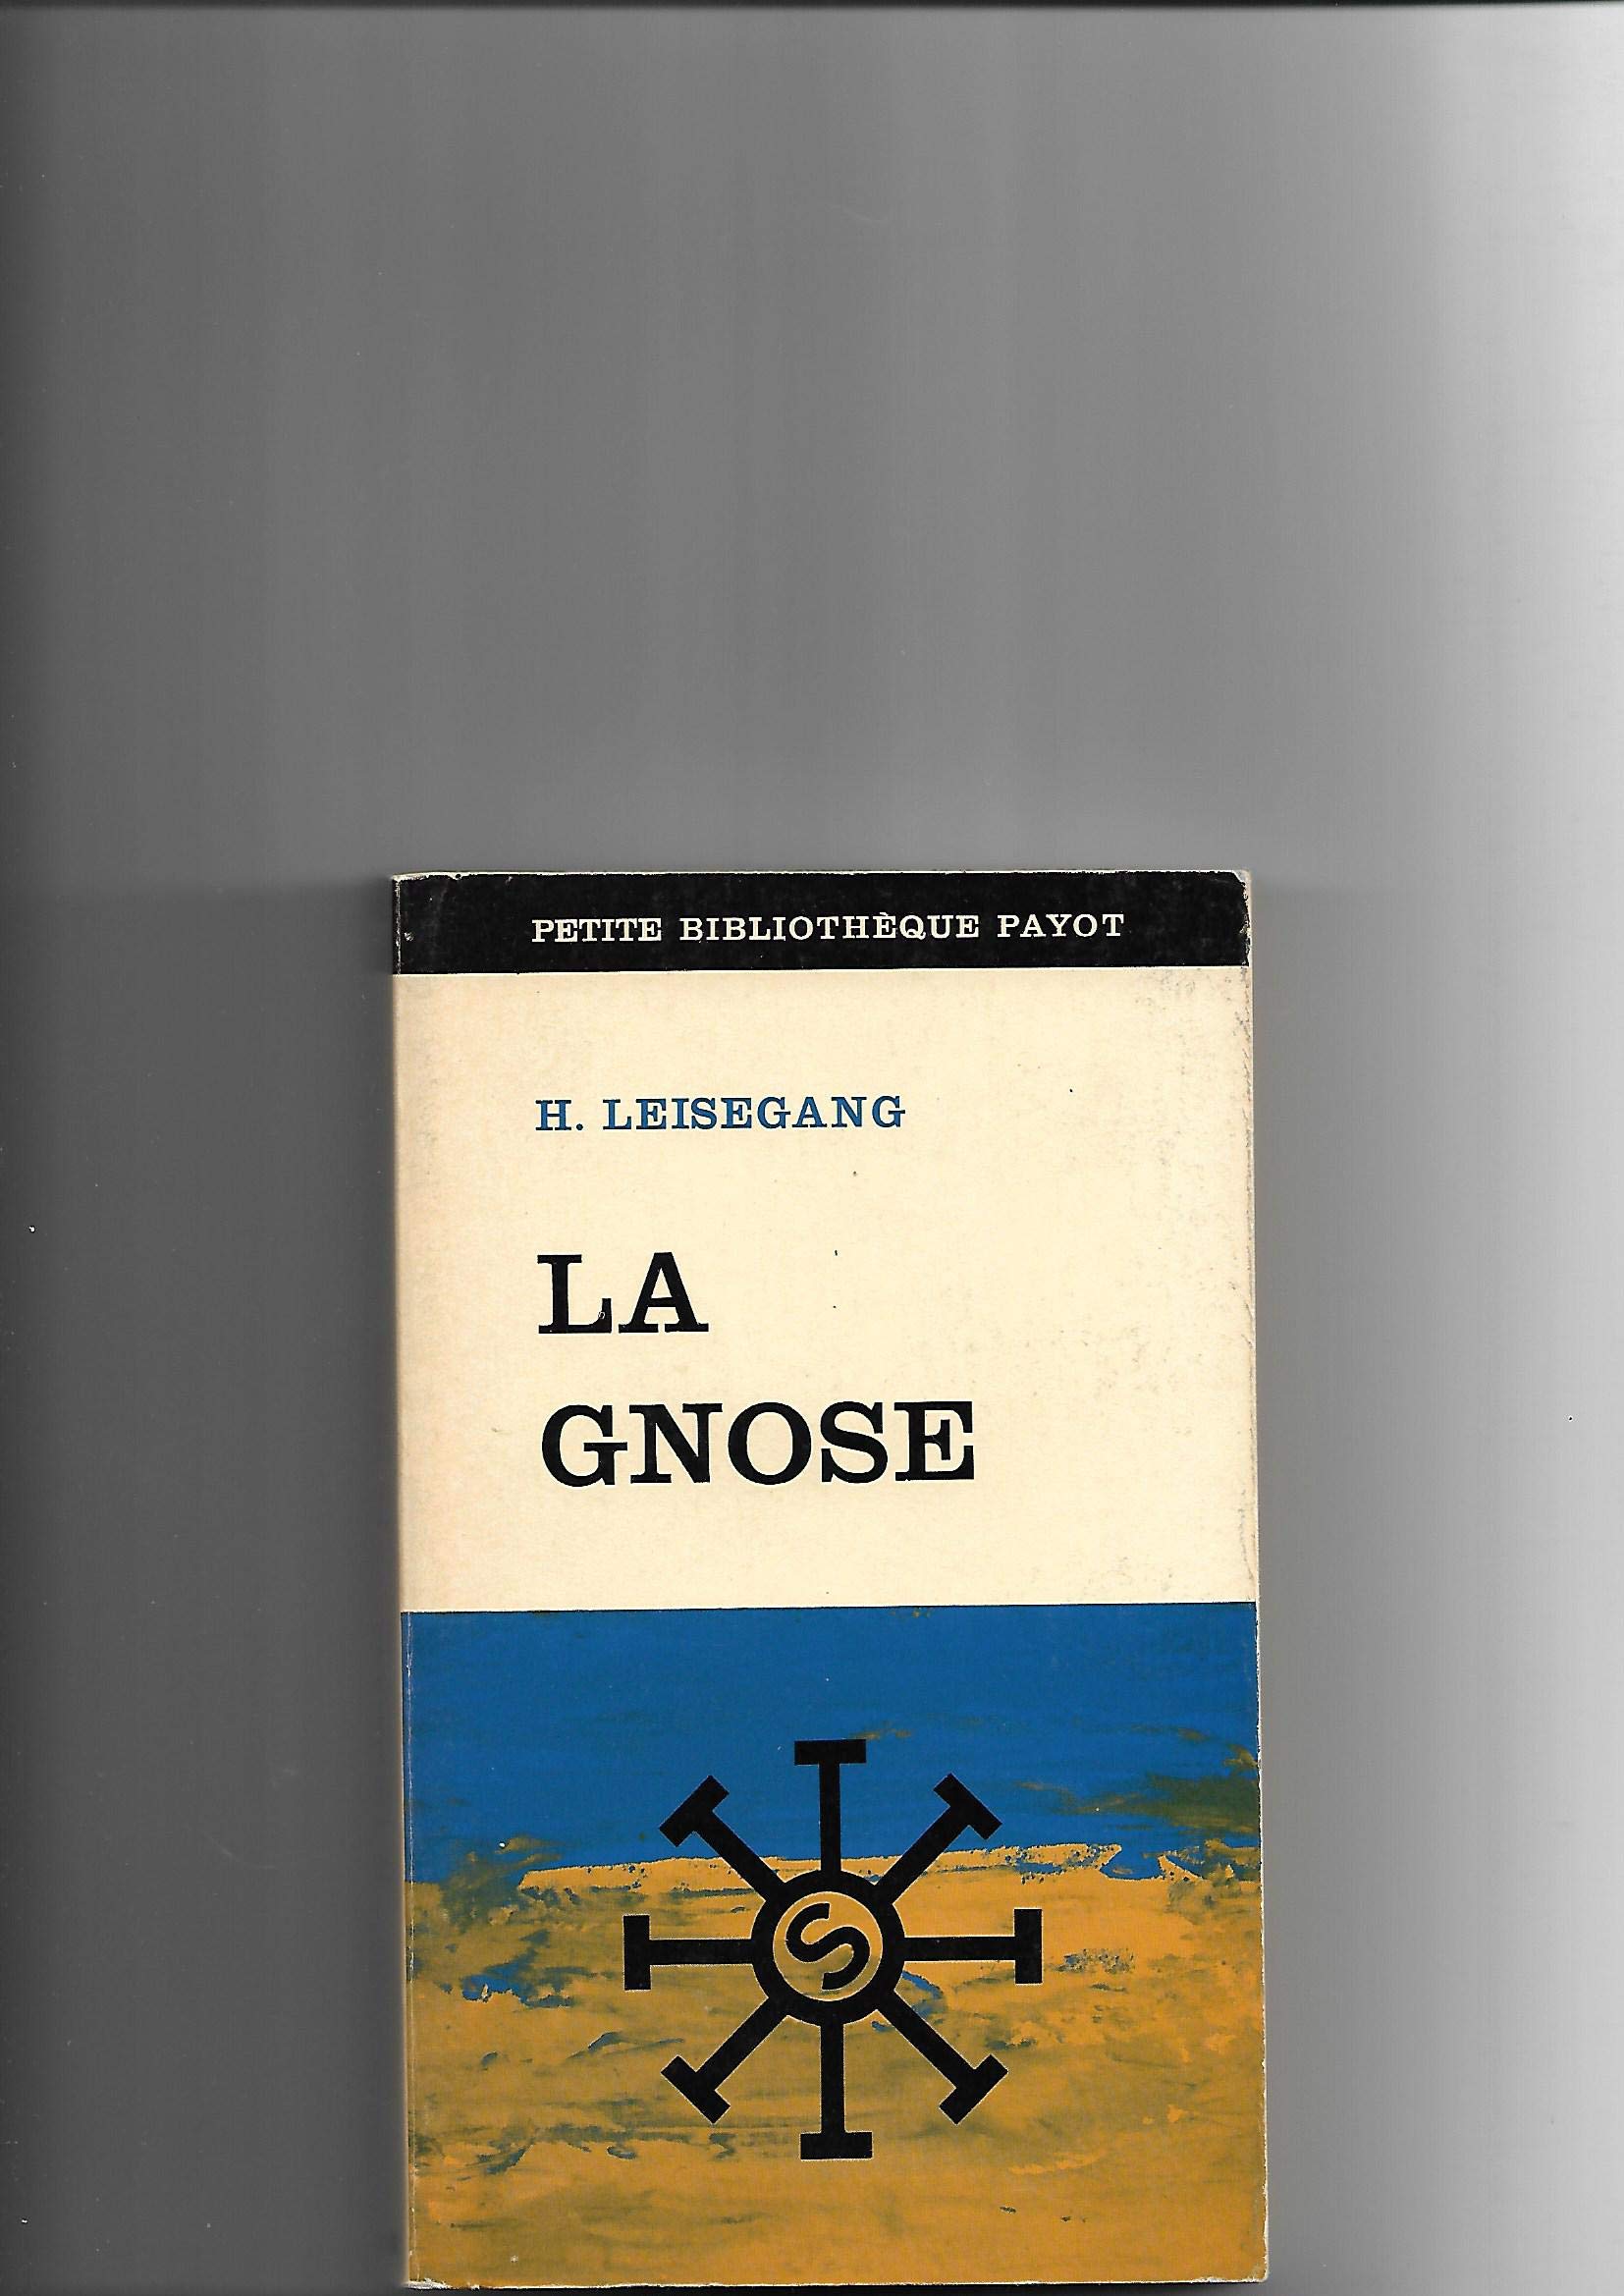 PETITE BIBLIOTHÈQUE PAYOT
H. LEISEGANG
LA
GNOSE
S